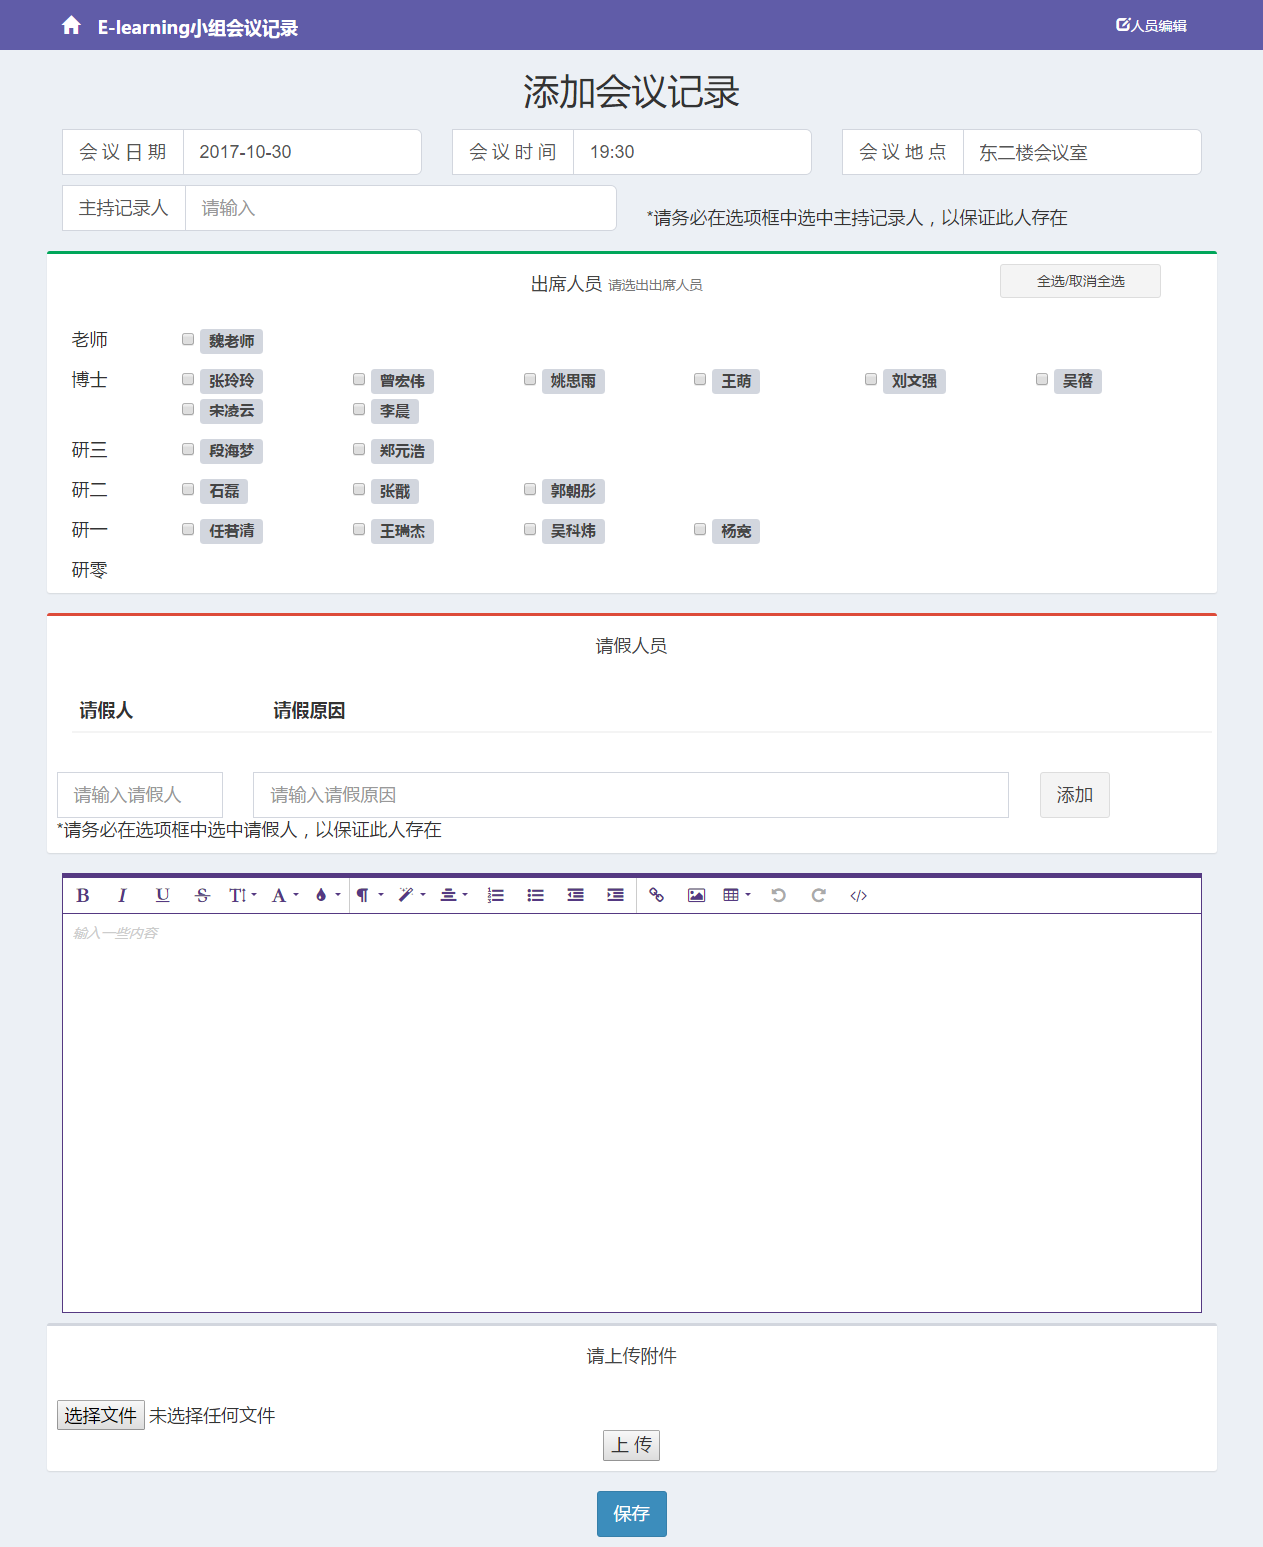 E-learning小组会议记录 人员编辑
添加会议记录
会 议 日 期 2017-10-30 会 议 时 间 19:30 会 议 地 点 东二楼会议室
主持记录人 请输入 *请务必在选项框中选中主持记录人，以保证此人存在
出席人员 请选出出席人员 全选/取消全选
老师 魏老师
博士 张玲玲 曾宏伟 姚思雨 王萌 刘文强 吴蓓
宋凌云 李晨
研三 段海梦 郑元浩
研二 石磊 张戬 郭朝彤
研一 任若清 王瑞杰 吴科炜 杨宽
研零
请假人员
请假人 请假原因
请输入请假人 请输入请假原因 添加
*请务必在选项框中选中请假人，以保证此人存在
输入一些内容
请上传附件
选择文件 未选择任何文件
上 传
保存